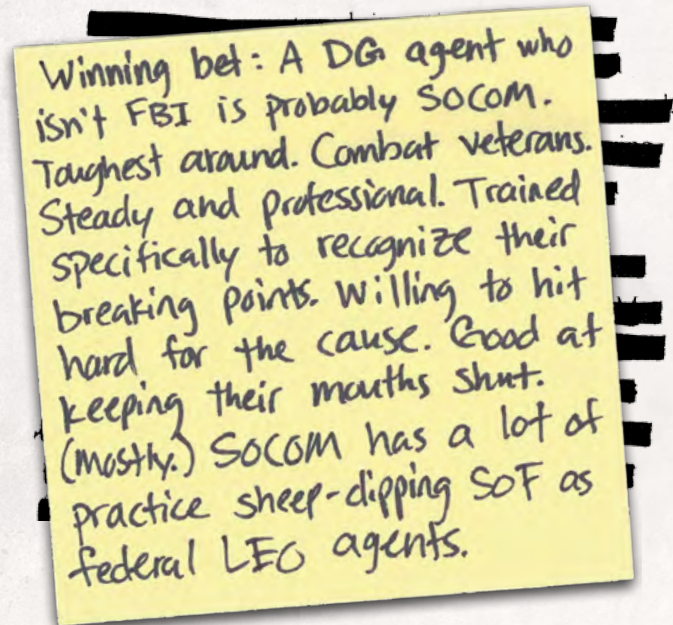 Winning bet: A DG agent who
isn't FBI is probably SOCOM.
Toughest around. Combat veterans.
Steady and professional. Trained
specifically to recognize their
breaking points. Willing to hit
hard for the cause. Good at
keeping their mouths shut.
(Mostly.) SOCOM has a lot of
practice sheep-dipping SOF as
federal LEO agents.